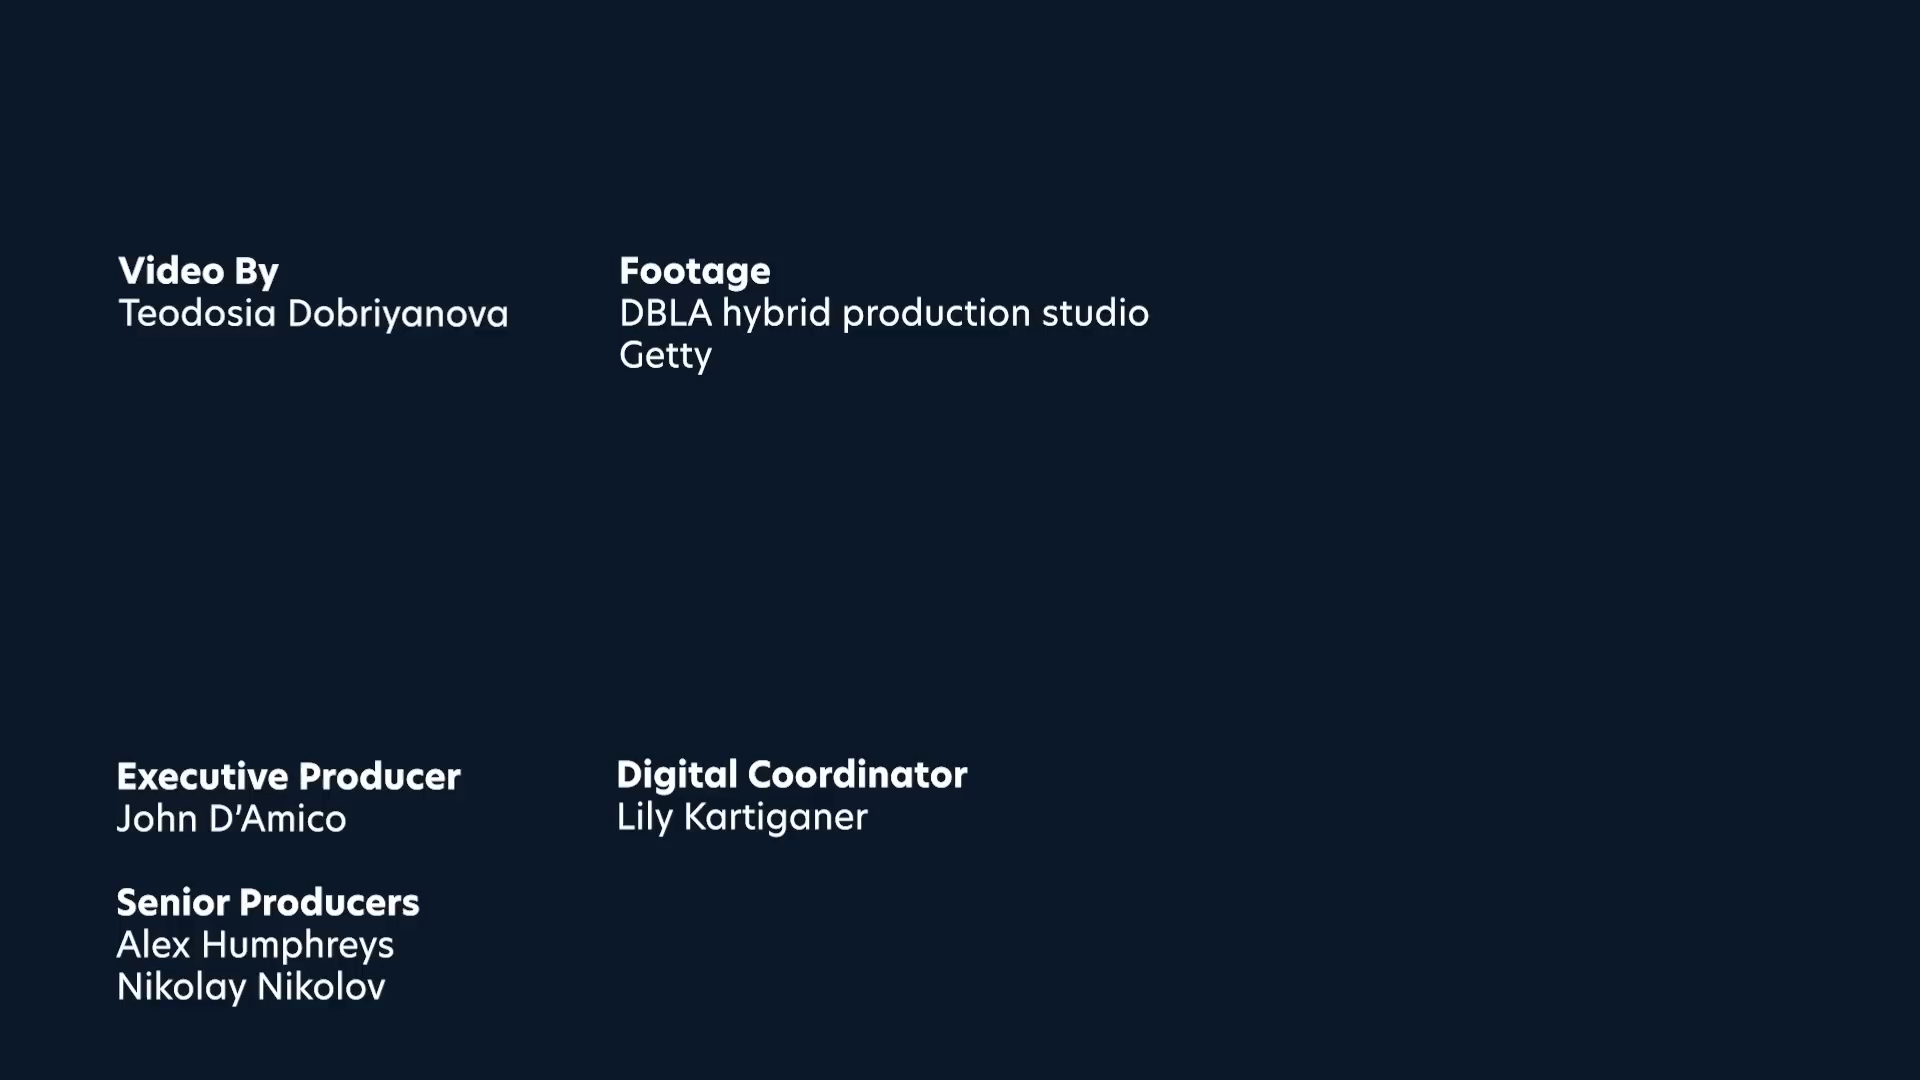 Video By
Teodosia Dobriyanova
Footage
DBLA hybrid production studio
Getty
Executive Producer
John D’Amico
Digital Coordinator
Lily Kartiganer
Senior Producers
Alex Humphreys
Nikolay Nikolov